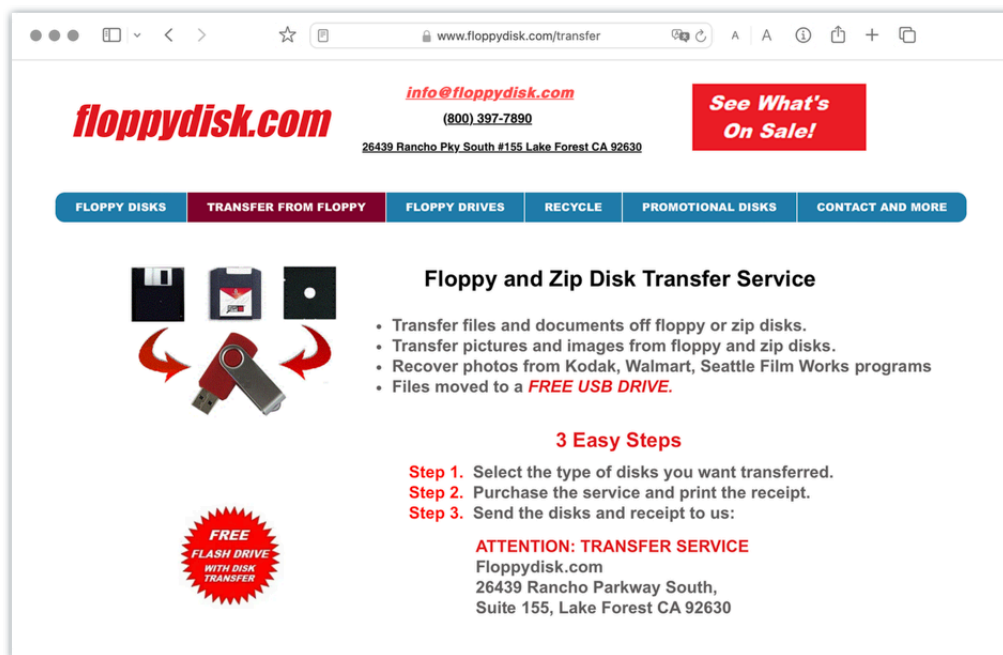 www.floppydisk.com/transfer
A A
floppydisk.com
info@floppydisk.com
(800) 397-7890
26439 Rancho Pky South #155 Lake Forest CA 92630
See What's
On Sale!
FLOPPY DISKS TRANSFER FROM FLOPPY FLOPPY DRIVES RECYCLE PROMOTIONAL DISKS CONTACT AND MORE
Floppy and Zip Disk Transfer Service
• Transfer files and documents off floppy or zip disks.
• Transfer pictures and images from floppy and zip disks.
• Recover photos from Kodak, Walmart, Seattle Film Works programs
• Files moved to a FREE USB DRIVE.
3 Easy Steps
Step 1. Select the type of disks you want transferred.
Step 2. Purchase the service and print the receipt.
Step 3. Send the disks and receipt to us:
FREE
FLASH DRIVE
WITH DISK
TRANSFER
ATTENTION: TRANSFER SERVICE
Floppydisk.com
26439 Rancho Parkway South,
Suite 155, Lake Forest CA 92630